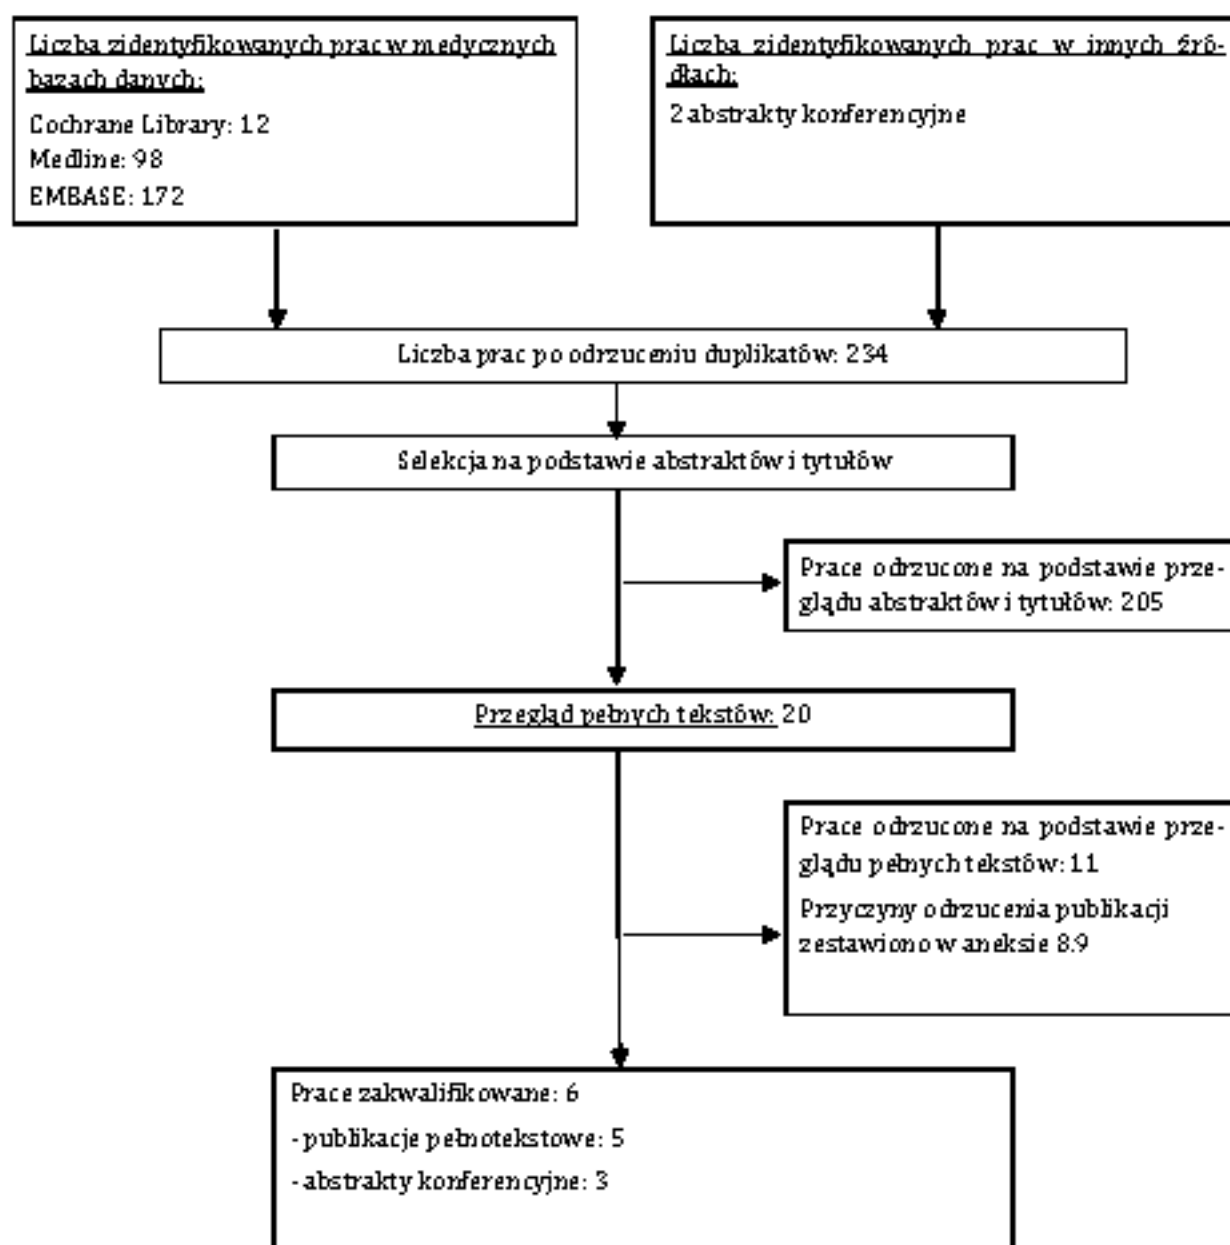 Liczba zidentyfikowanych prac w medycznych
bazach danych:
Cochrane Library: 12
Medline: 98
EMBASE: 172
Liczba zidentyfikowanych prac w innych źró-
dłach:
2 abstrakty konferencyjne
Liczba prac po odrzuceniu duplikatów: 234
Selekcja na podstawie abstraktów i tytułów
Prace odrzucone na podstawie prze-
glądu abstraktów i tytułów: 205
Przegląd pełnych tekstów: 20
Prace odrzucone na podstawie prze-
glądu pełnych tekstów: 11
Przyczyny odrzucenia publikacji
zestawiono w aneksie 8.9
Prace zakwalifikowane: 6
- publikacje pełnotekstowe: 5
- abstrakty konferencyjne: 3